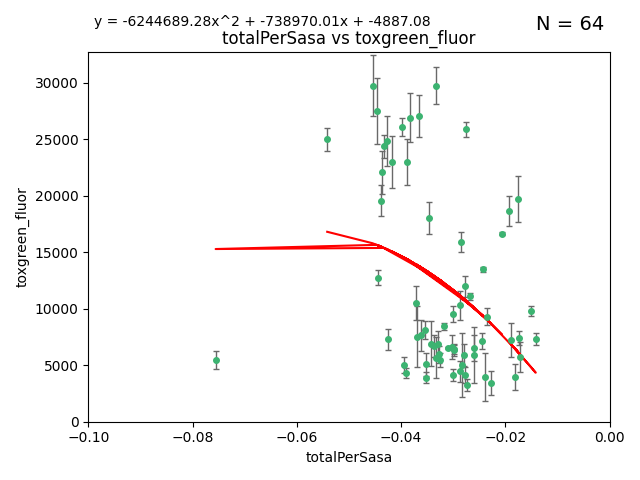 y = -6244689.28x^2 + -738970.01x + -4887.08
N = 64
totalPerSasa vs toxgreen_fluor
toxgreen_fluor
30000
25000
20000
15000
10000
5000
0
−0.10
−0.08
−0.06
−0.04
−0.02
0.00
totalPerSasa